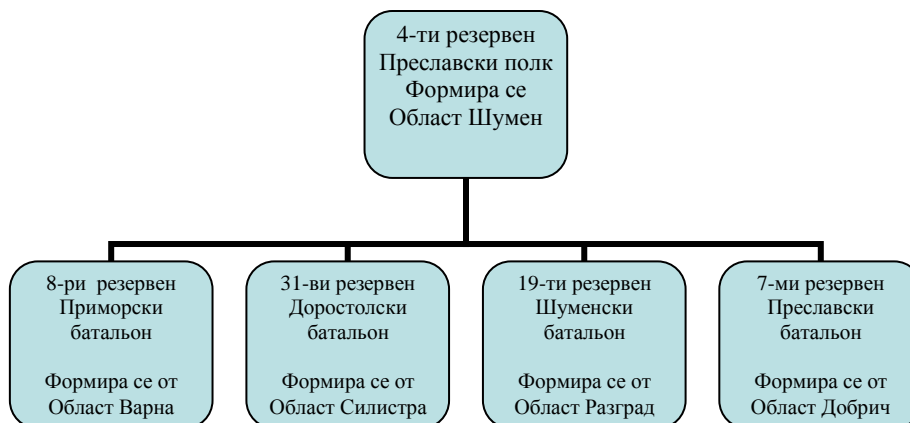 4-ти резервен
Преславски полк
Формира се
Област Шумен
8-ри резервен
Приморски
батальон
Формира се от
Област Варна
31-ви резервен
Доростолски
батальон
Формира се от
Област Силистра
19-ти резервен
Шуменски
батальон
Формира се от
Област Разград
7-ми резервен
Преславски
батальон
Формира се от
Област Добрич